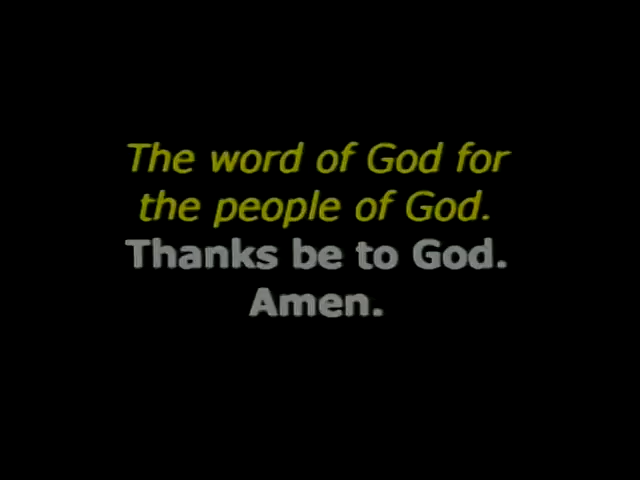 The word of God for
the people of God.
Thanks be to God.
Amen.